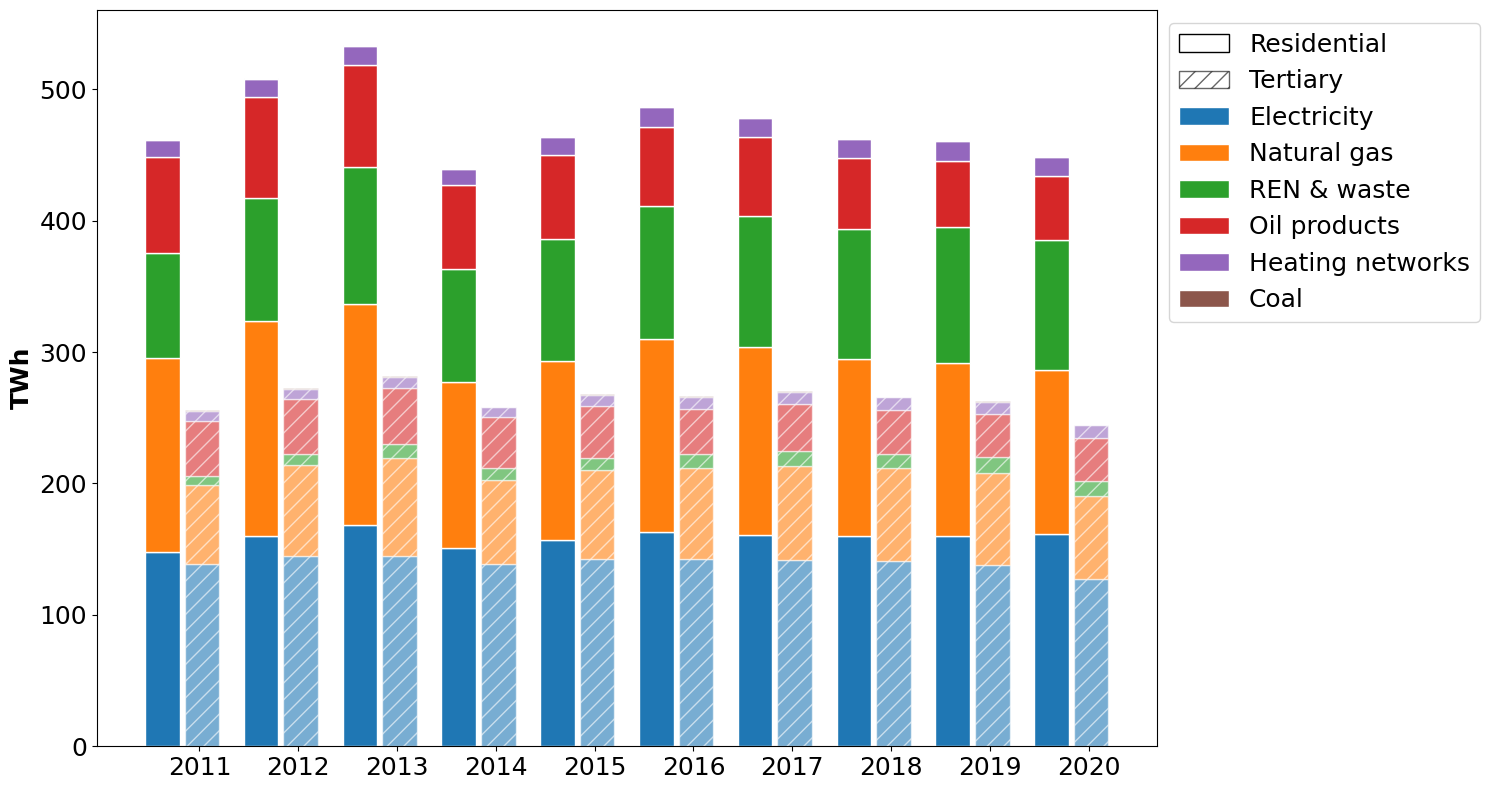 TWh
500
400
300
200
100
0
2011 2012 2013 2014 2015 2016 2017 2018 2019 2020
Residential
Tertiary
Electricity
Natural gas
REN & waste
Oil products
Heating networks
Coal